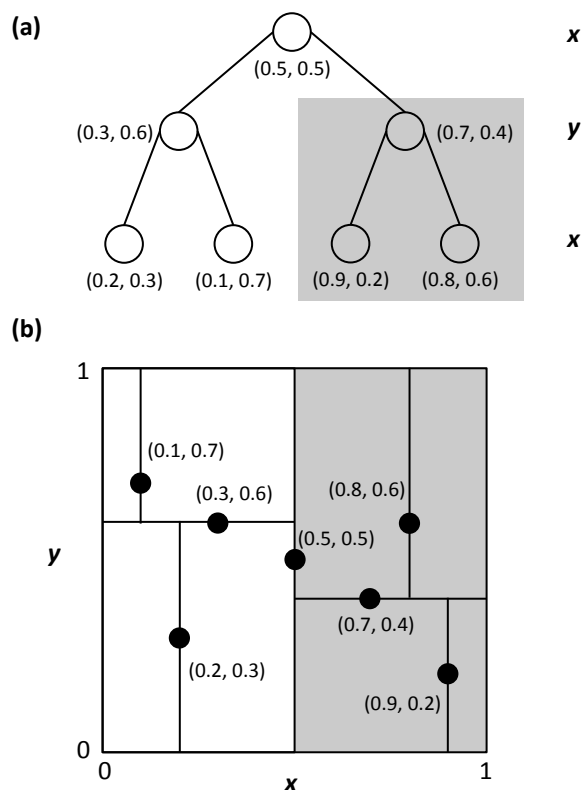 (a)
x
(0.5, 0.5)
(0.3, 0.6)
(0.7, 0.4)
y
x
(0.2, 0.3)
(0.1, 0.7)
(0.9, 0.2)
(0.8, 0.6)
(b)
1
(0.1, 0.7)
(0.3, 0.6)
(0.8, 0.6)
(0.5, 0.5)
y
(0.7, 0.4)
(0.2, 0.3)
(0.9, 0.2)
0
0
x
1